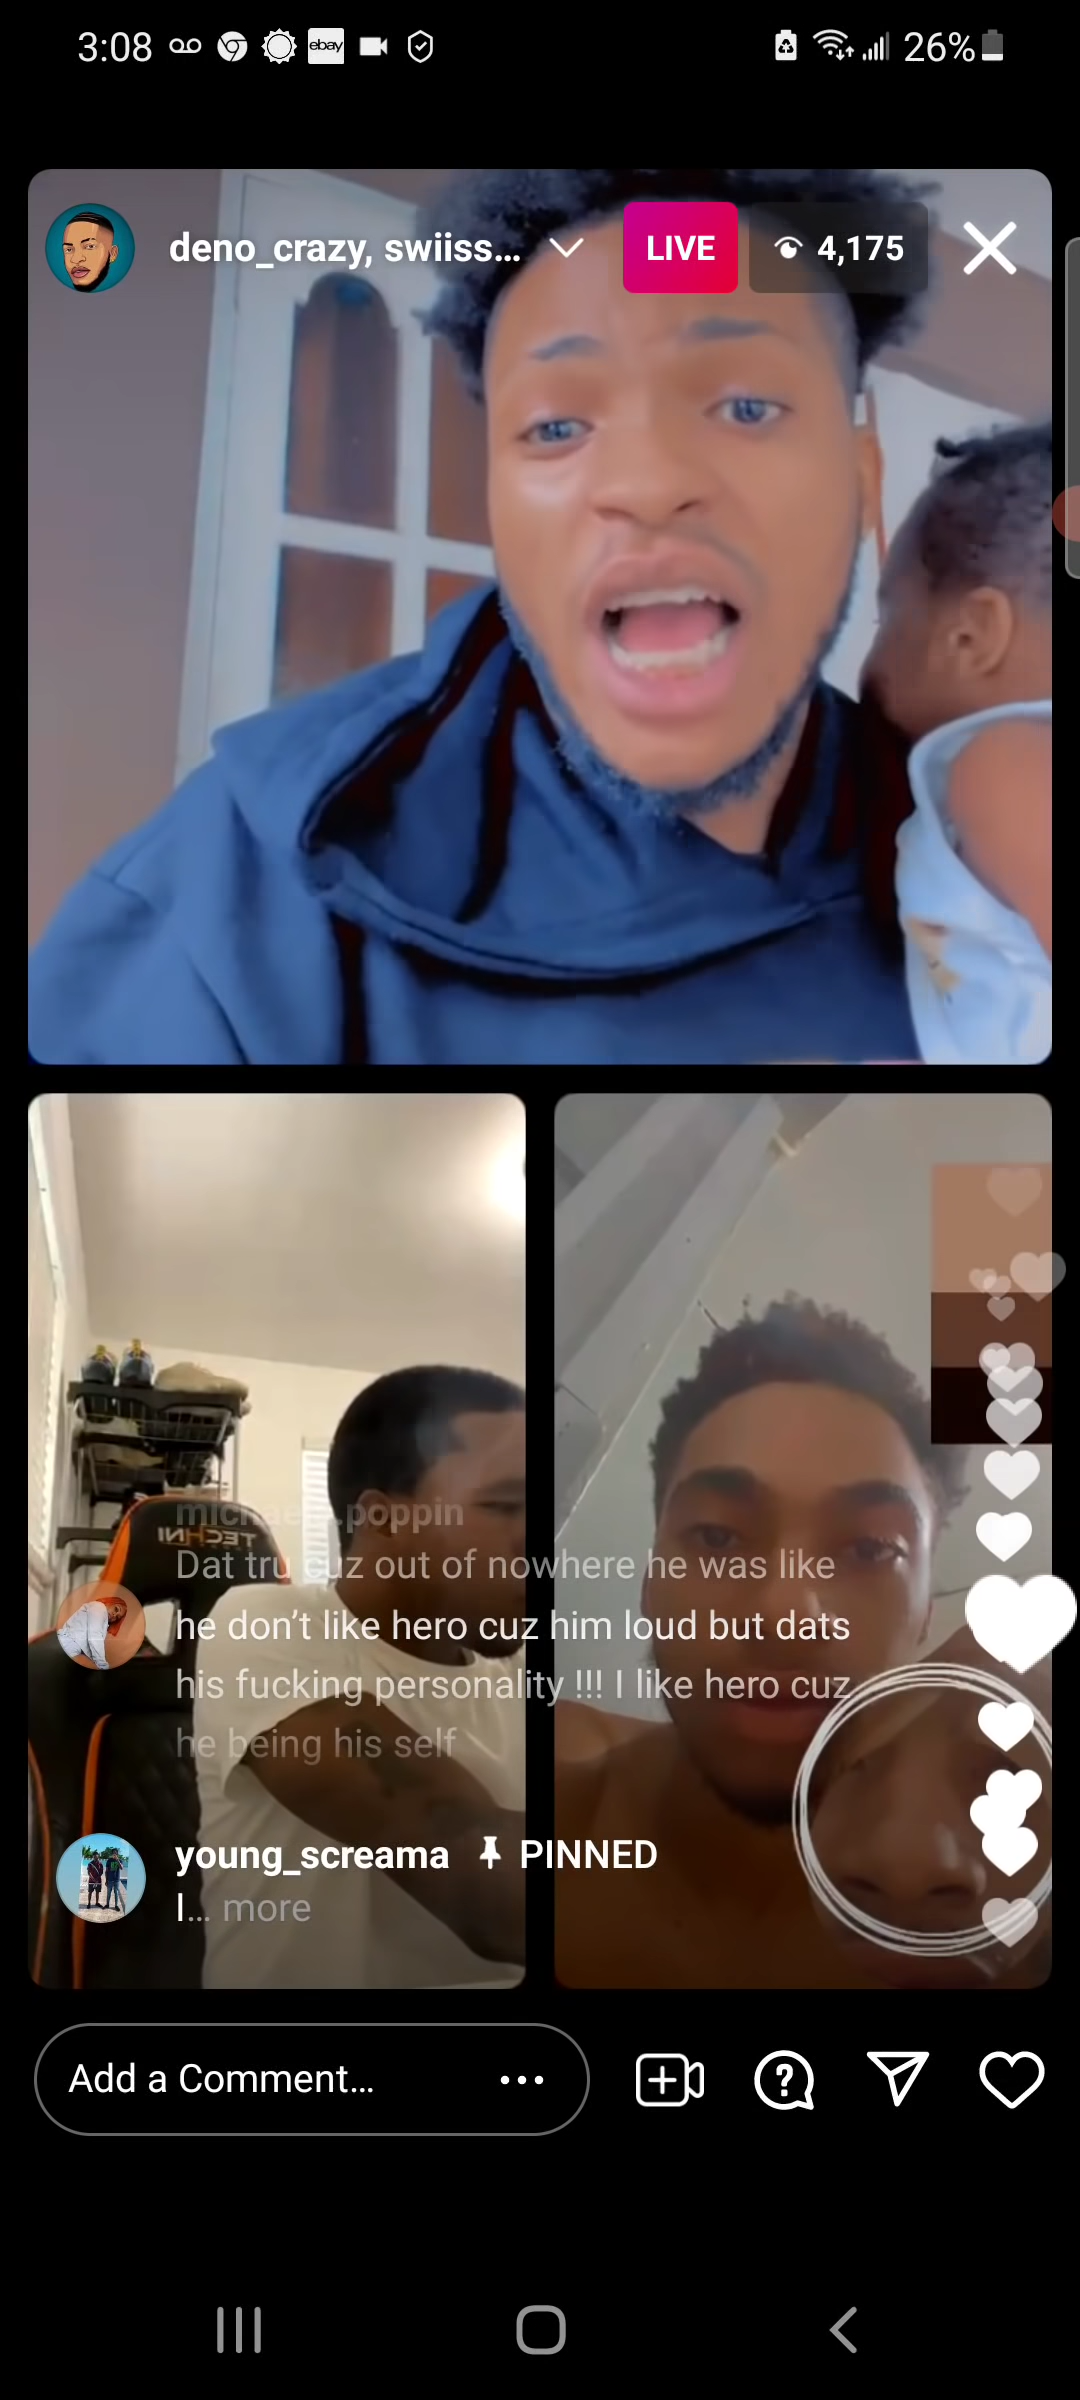 3:08
ebay
26%
deno_crazy, swiiss...
LIVE
4,175
TECHNI
Dat tru cuz out of nowhere he was like
he don't like hero cuz him loud but dats
his fucking personality !!! I like hero cuz
he being his self
young_screama PINNED
I... more
Add a Comment...